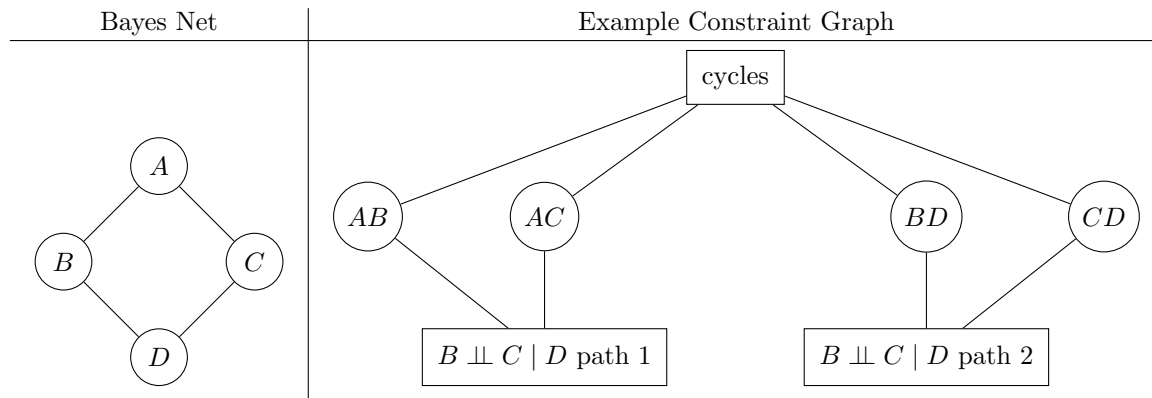 Bayes Net
Example Constraint Graph
cycles
A
B
C
D
AB
AC
BD
CD
B ⫫ C | D path 1
B ⫫ C | D path 2